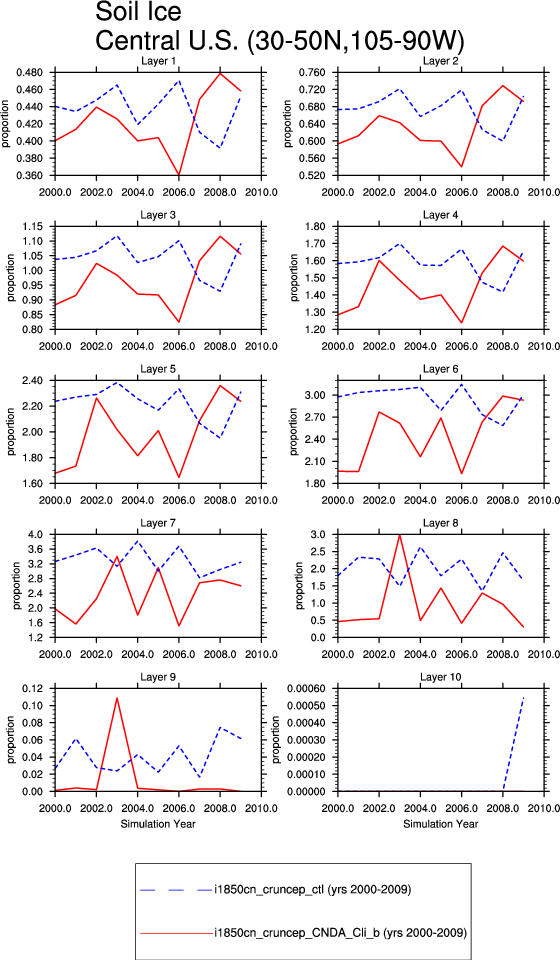 Soil Ice
Central U.S. (30-50N,105-90W)
Layer 1
proportion
0.480
0.460
0.440
0.420
0.400
0.380
0.360
2000.0 2002.0 2004.0 2006.0 2008.0 2010.0
Layer 2
proportion
0.760
0.720
0.680
0.640
0.600
0.560
0.520
2000.0 2002.0 2004.0 2006.0 2008.0 2010.0
Layer 3
proportion
1.15
1.10
1.05
1.00
0.95
0.90
0.85
0.80
2000.0 2002.0 2004.0 2006.0 2008.0 2010.0
Layer 4
proportion
1.80
1.70
1.60
1.50
1.40
1.30
1.20
2000.0 2002.0 2004.0 2006.0 2008.0 2010.0
Layer 5
proportion
2.40
2.20
2.00
1.80
1.60
2000.0 2002.0 2004.0 2006.0 2008.0 2010.0
Layer 6
proportion
3.00
2.70
2.40
2.10
1.80
2000.0 2002.0 2004.0 2006.0 2008.0 2010.0
Layer 7
proportion
4.0
3.6
3.2
2.8
2.4
2.0
1.6
1.2
2000.0 2002.0 2004.0 2006.0 2008.0 2010.0
Layer 8
proportion
3.0
2.5
2.0
1.5
1.0
0.5
0.0
2000.0 2002.0 2004.0 2006.0 2008.0 2010.0
Layer 9
proportion
0.12
0.10
0.08
0.06
0.04
0.02
0.00
2000.0 2002.0 2004.0 2006.0 2008.0 2010.0
Simulation Year
Layer 10
proportion
0.00060
0.00050
0.00040
0.00030
0.00020
0.00010
0.00000
2000.0 2002.0 2004.0 2006.0 2008.0 2010.0
Simulation Year
i1850cn_cruncep_ctl (yrs 2000-2009)
i1850cn_cruncep_CNDA_Cli_b (yrs 2000-2009)